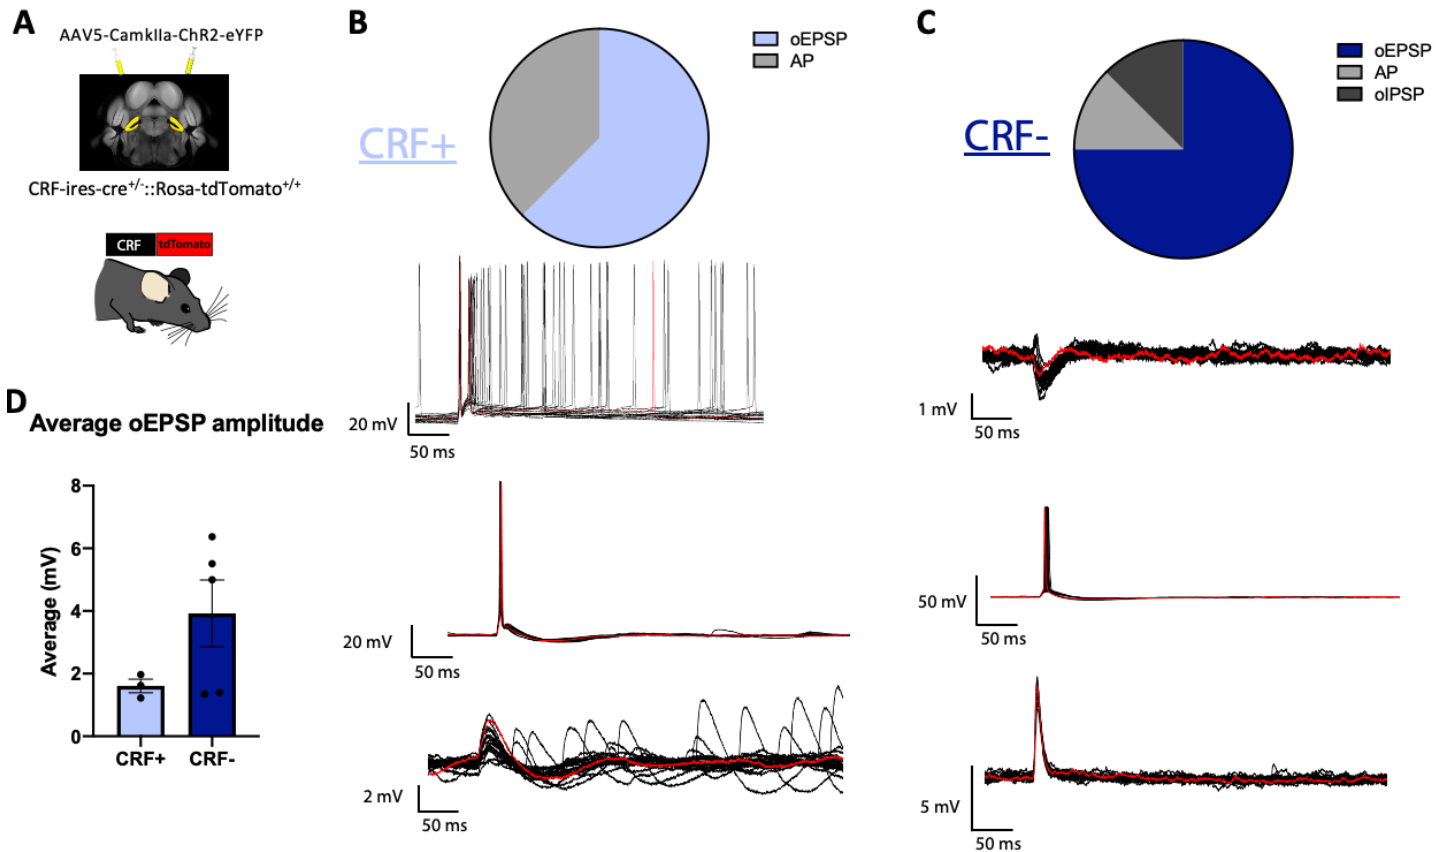 A
AAV5-CamkIIa-ChR2-eYFP
CRF-ires-cre+/-::Rosa-tdTomato+/+
CRF tdTomato
B
oEPSP
AP
CRF+
20 mV
50 ms
20 mV
50 ms
2 mV
50 ms
C
oEPSP
AP
oIPSP
CRF-
1 mV
50 ms
50 mV
50 ms
5 mV
50 ms
D
Average oEPSP amplitude
Average (mV)
8
6
4
2
0
CRF+ CRF-